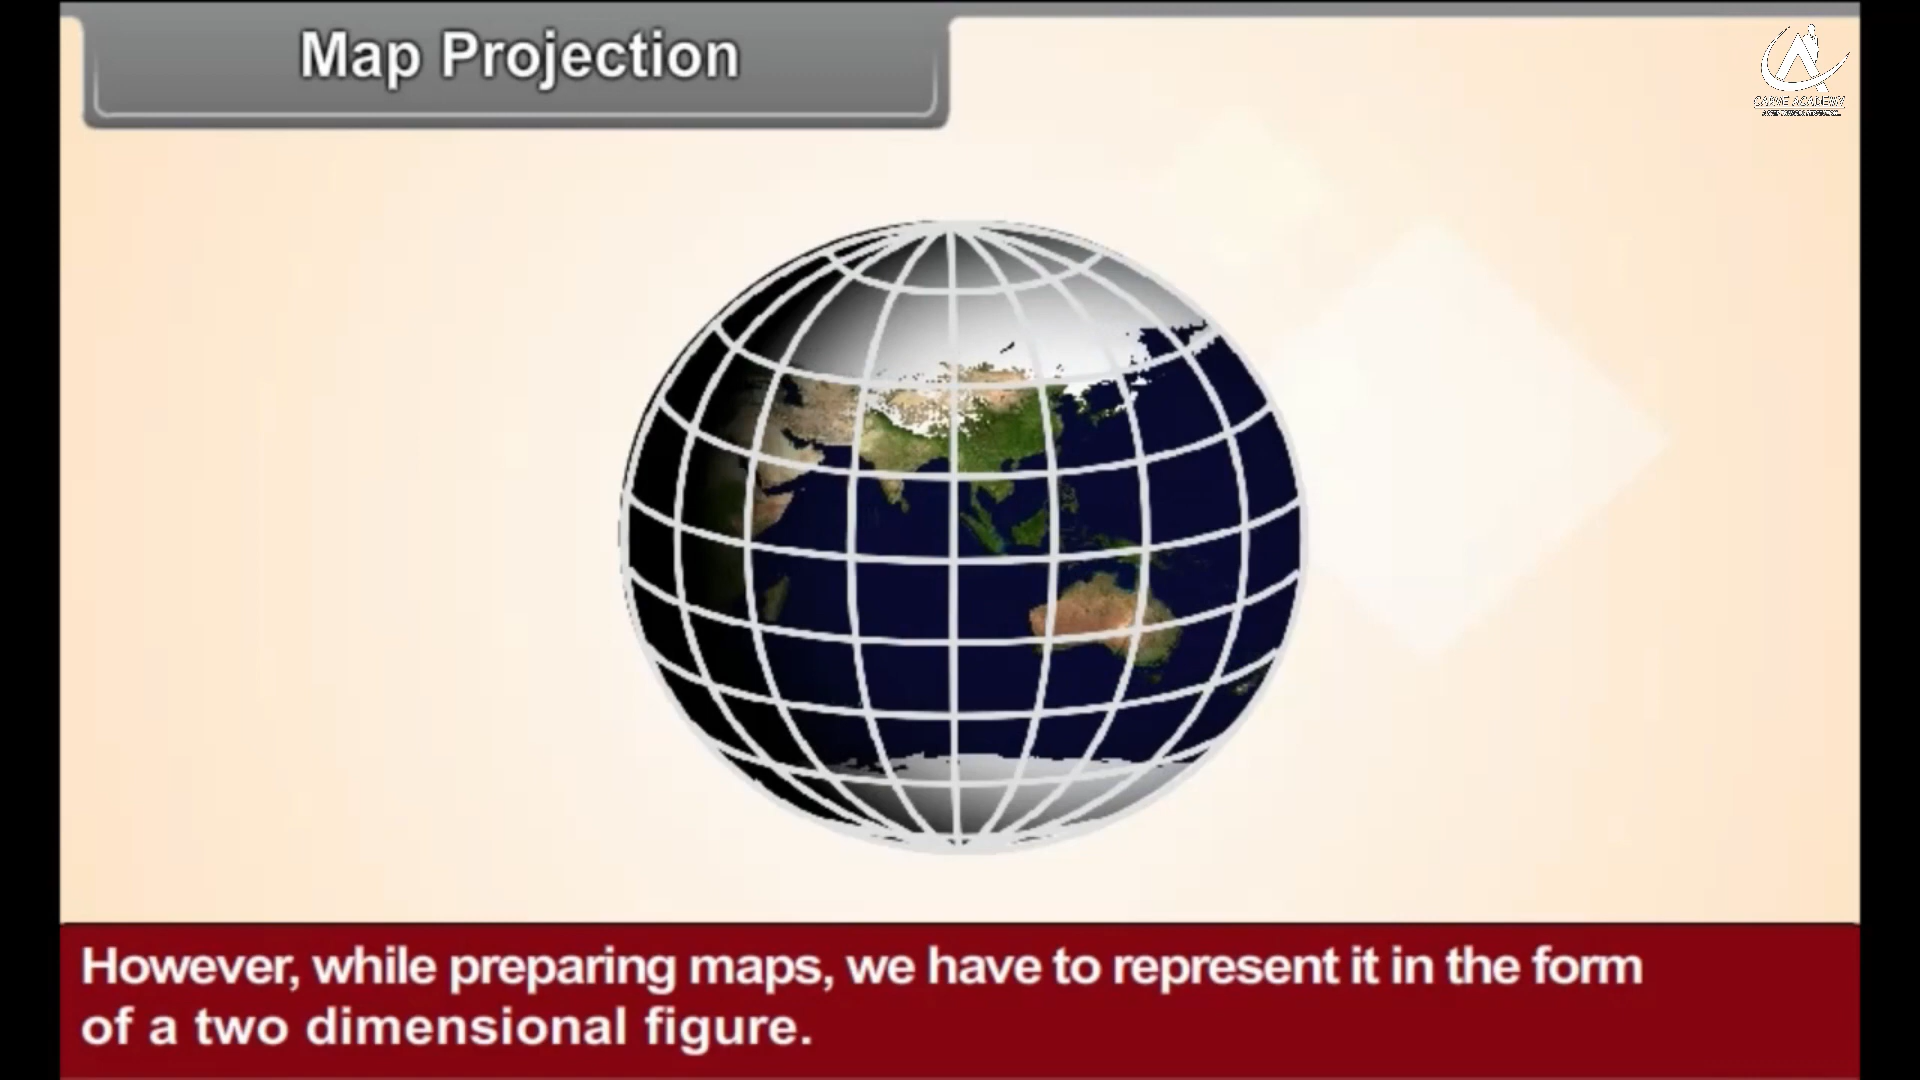 Map Projection
However, while preparing maps, we have to represent it in the form
of a two dimensional figure.